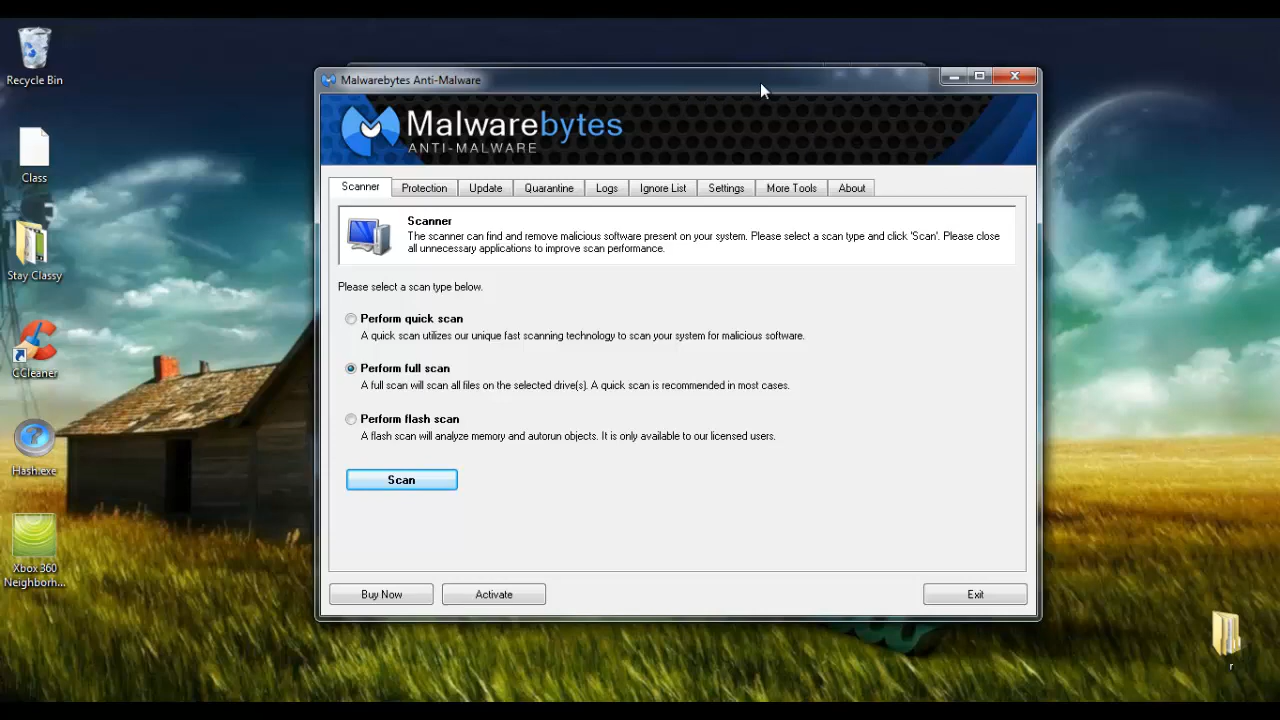 Recycle Bin
Class
Stay Classy
CCleaner
Hash.exe
Xbox 360
Neighborh...
Malwarebytes Anti-Malware
Malwarebytes
ANTI-MALWARE
Scanner Protection Update Quarantine Logs Ignore List Settings More Tools About
Scanner
The scanner can find and remove malicious software present on your system. Please select a scan type and click 'Scan'. Please close
all unnecessary applications to improve scan performance.
Please select a scan type below.
Perform quick scan
A quick scan utilizes our unique fast scanning technology to scan your system for malicious software.
Perform full scan
A full scan will scan all files on the selected drive(s). A quick scan is recommended in most cases.
Perform flash scan
A flash scan will analyze memory and autorun objects. It is only available to our licensed users.
Scan
Buy Now Activate Exit
r